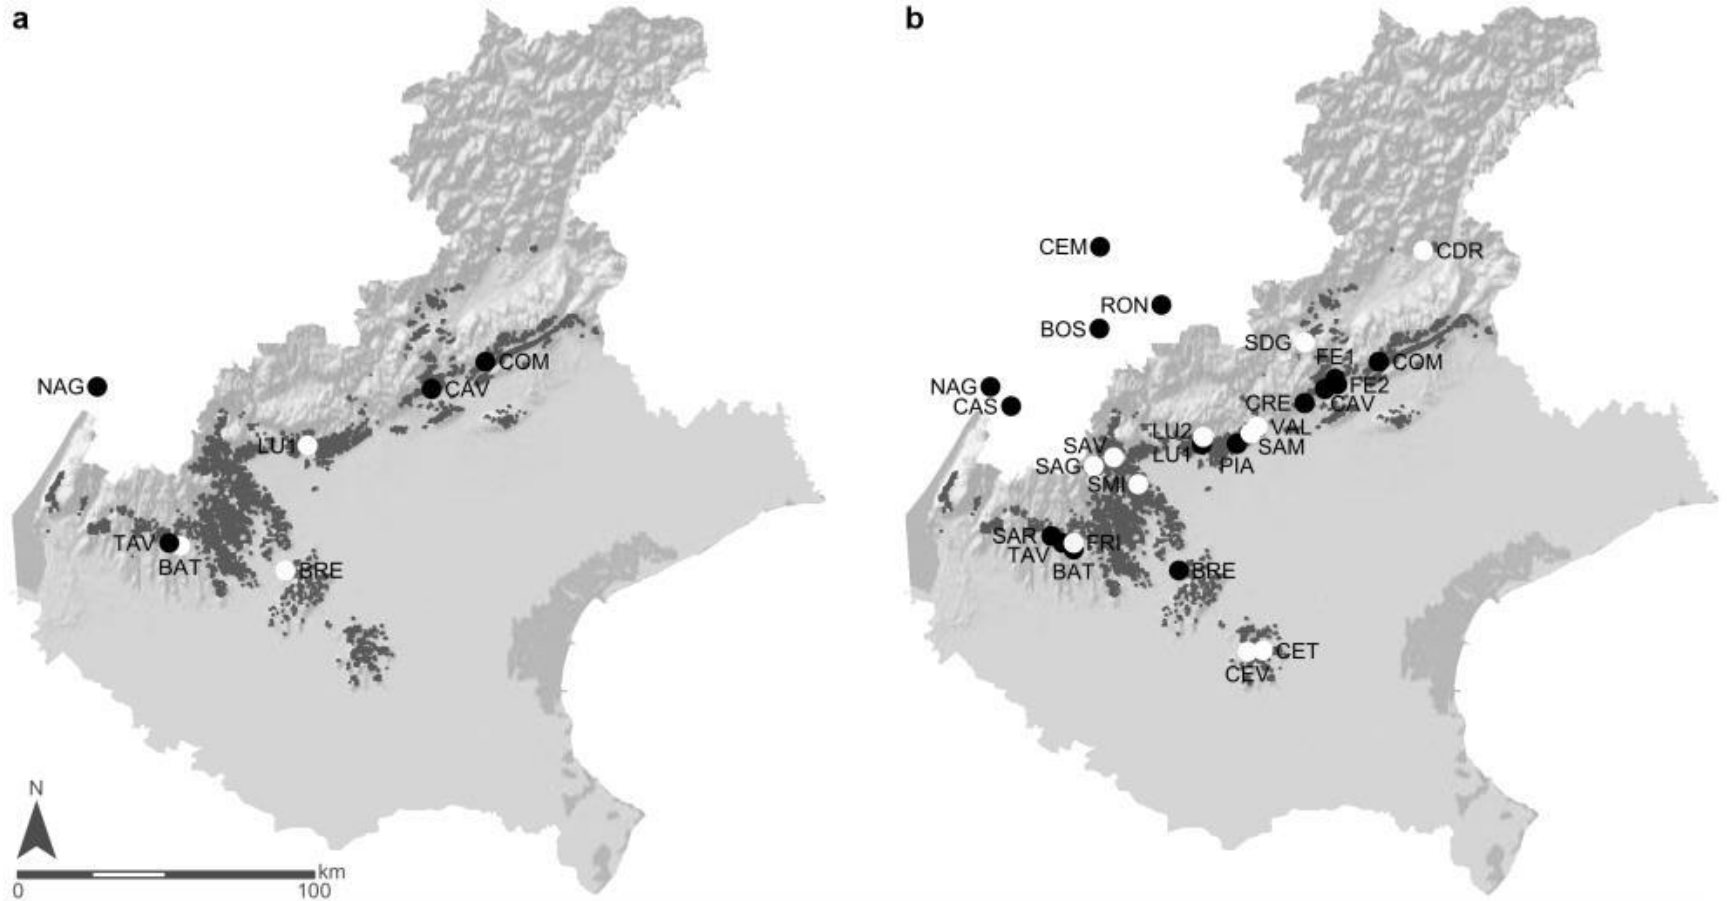 a
COM
NAG
CAV
LU1
TAV
BAT
BRE
N
km
0
100
b
CEM
CDR
RON
BOS
SDG
FE1
COM
NAG
FE2
CAS
CRE
CAV
LU2
VAL
SAV
SAM
LU1
SAG
PIA
SMI
SAR
FRI
TAV
BAT
BRE
CET
CEV